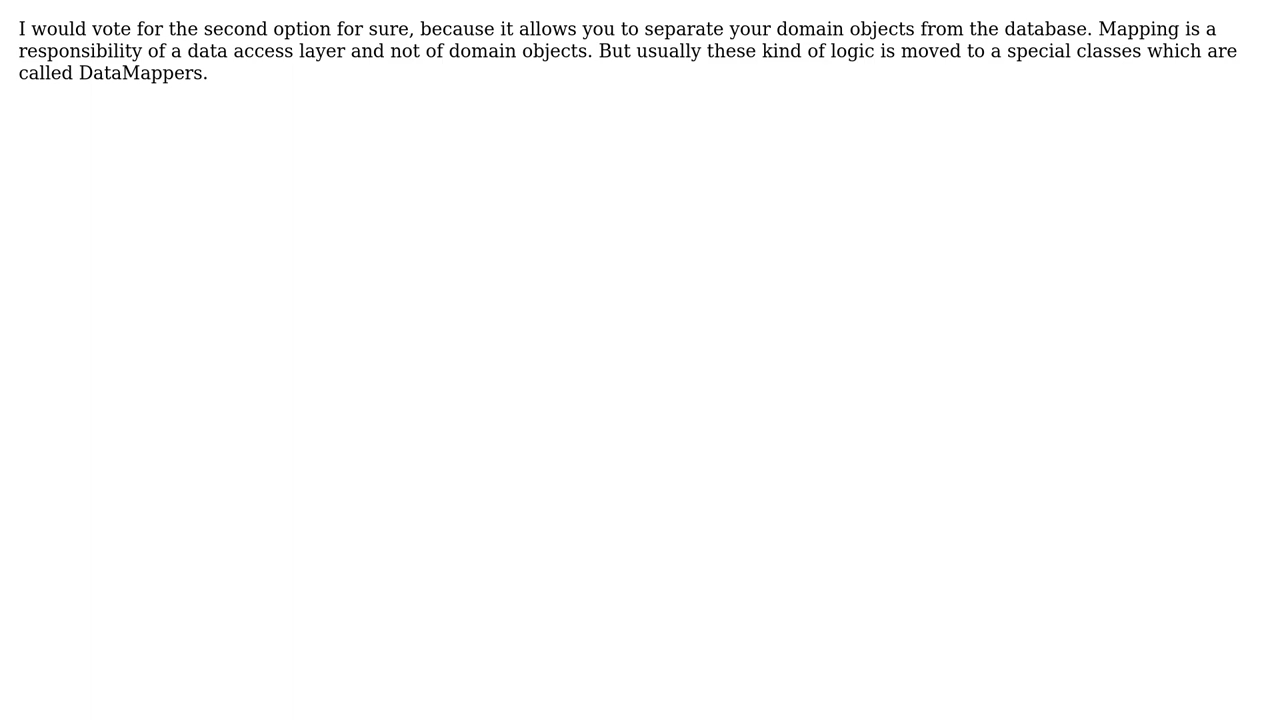 I would vote for the second option for sure, because it allows you to separate your domain objects from the database. Mapping is a
responsibility of a data access layer and not of domain objects. But usually these kind of logic is moved to a special classes which are
called DataMappers.